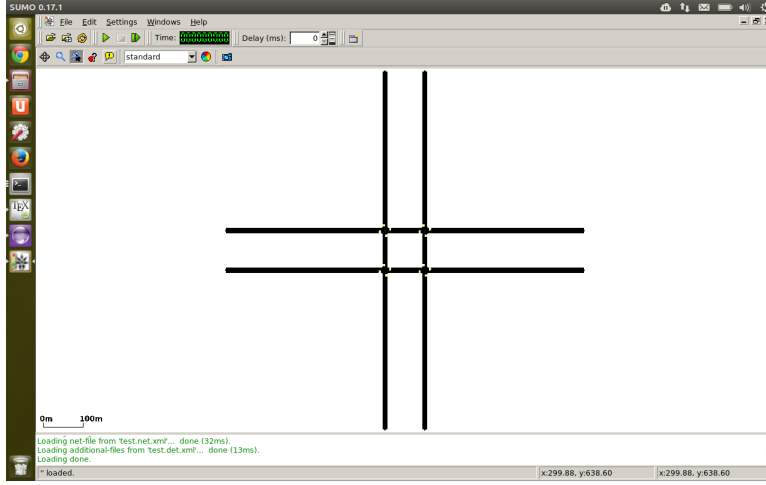 SUMO 0.17.1
File Edit Settings Windows Help
Time: Delay (ms): 0
standard
U
TEX
0m 100m
Loading net-file from 'test.net.xml'... done (32ms).
Loading additional-files from 'test.det.xml'... done (13ms).
Loading done.
'' loaded. x:299.88, y:638.60 x:299.88, y:638.60